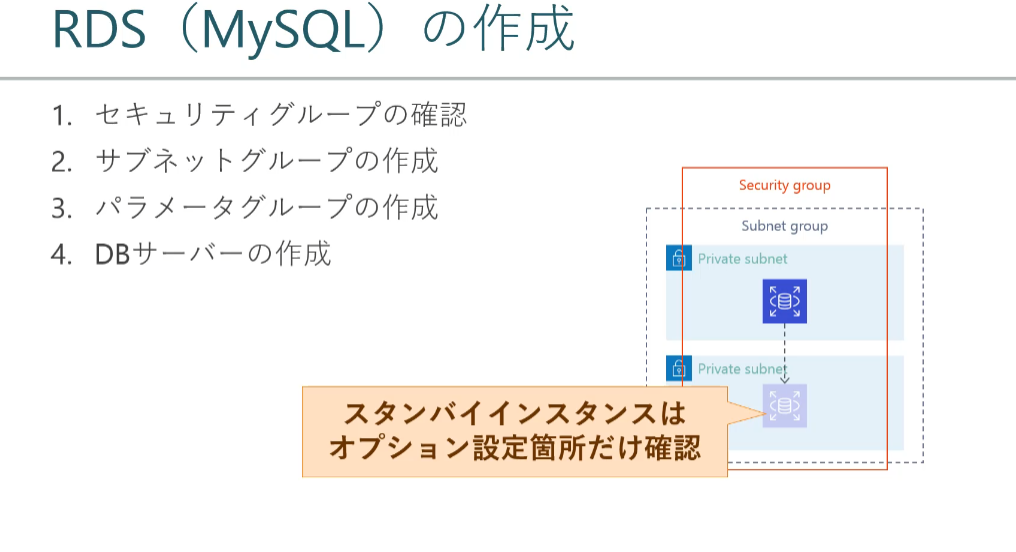 RDS（MySQL）の作成
1. セキュリティグループの確認
2. サブネットグループの作成
3. パラメータグループの作成
4. DBサーバーの作成
Security group
Subnet group
Private subnet
Private subnet
スタンバイインスタンスは
オプション設定箇所だけ確認